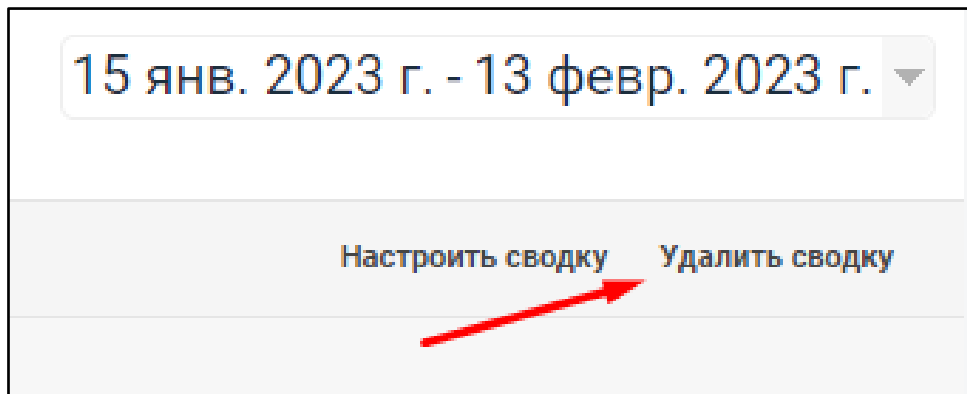 15 янв. 2023 г. - 13 февр. 2023 г.
Настроить сводку Удалить сводку